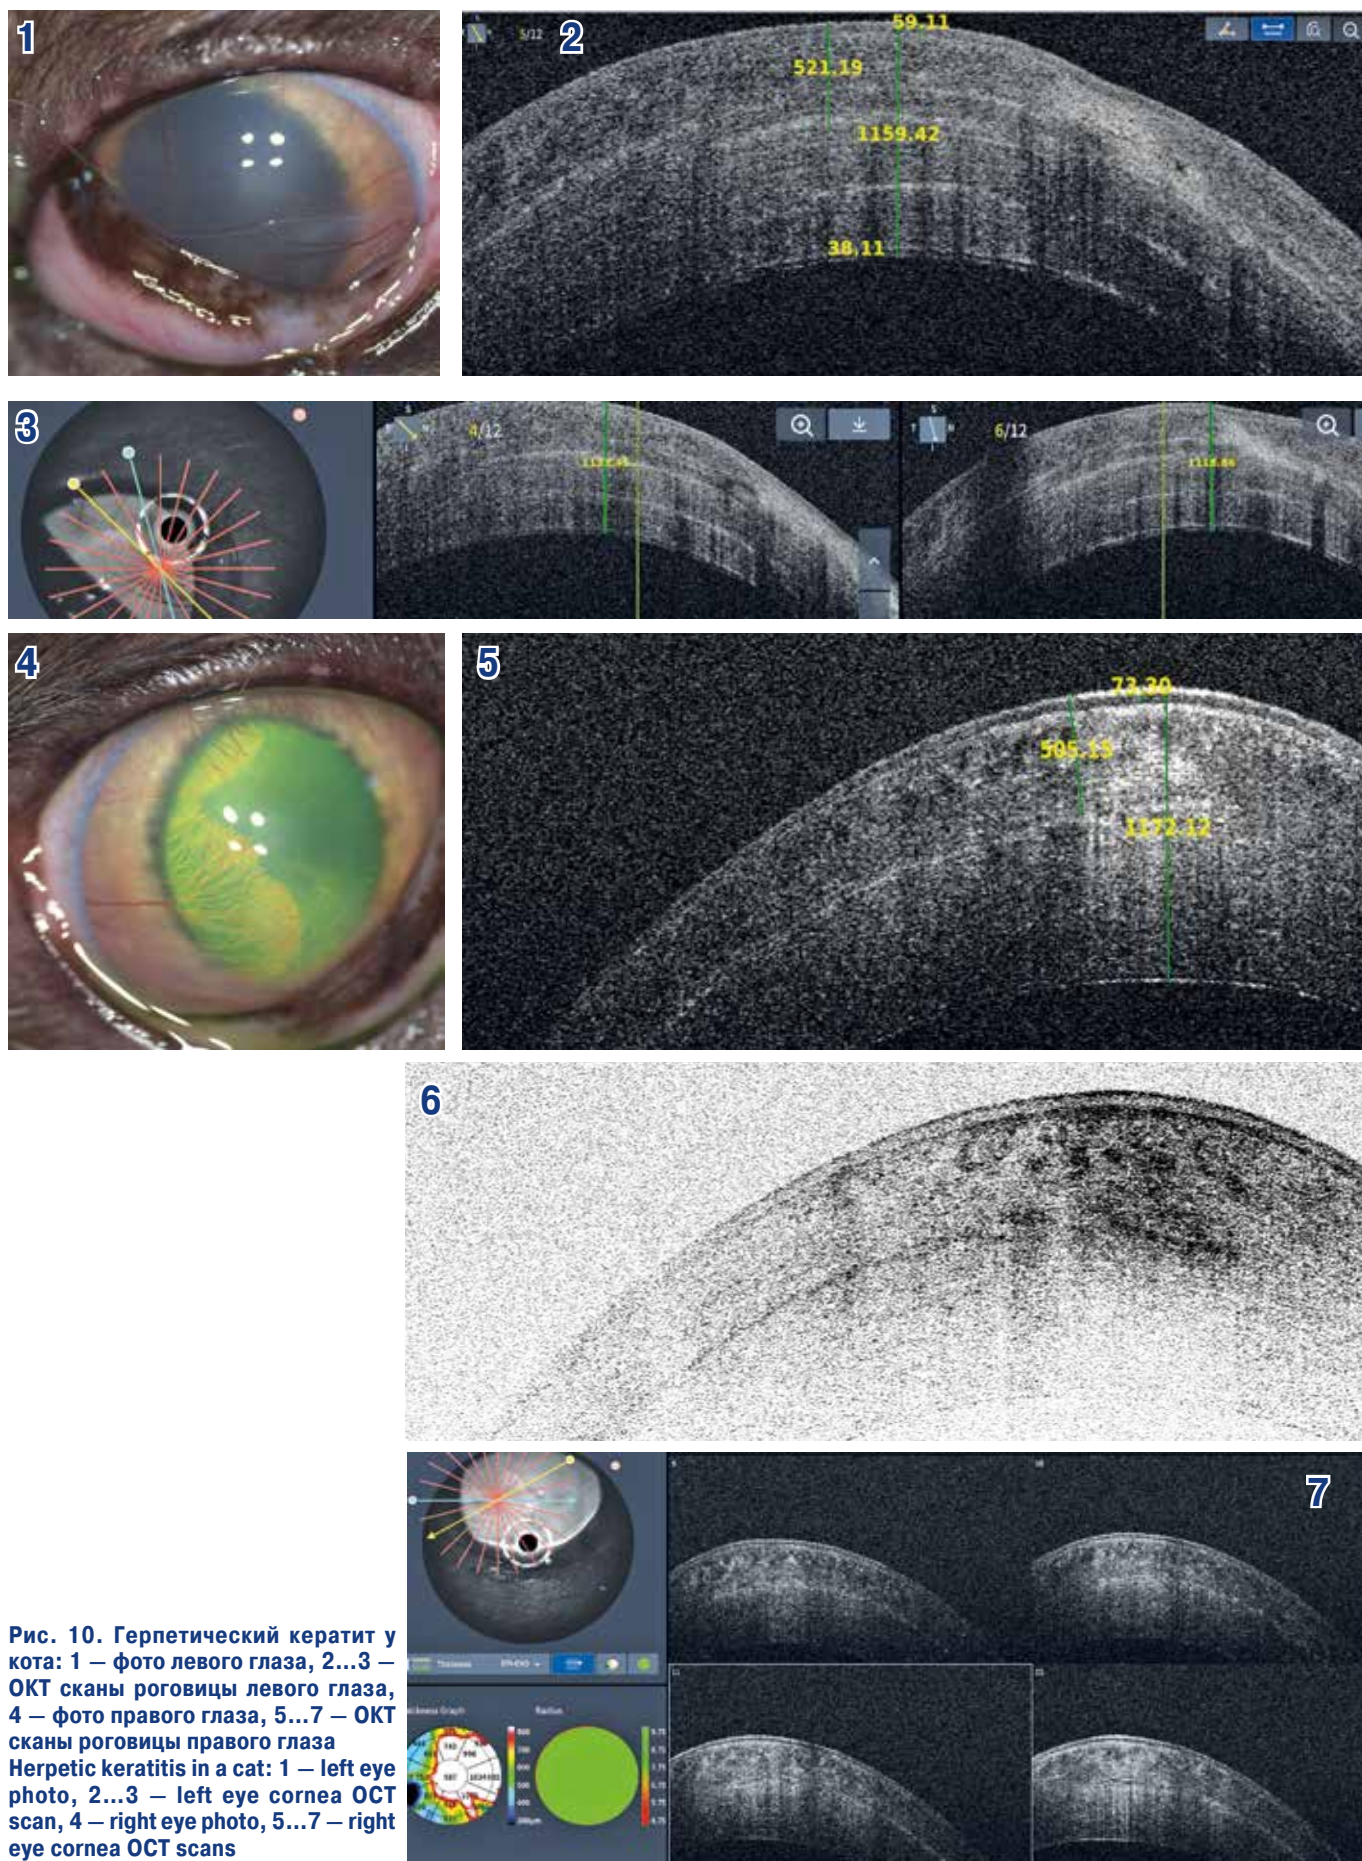 1
2
5/12
59.11
521.19
1159.42
38.11
3
4/12
6/12
4
5
73.30
505.15
1172.12
6
7
Thickness
Radius
Рис. 10. Герпетический кератит у
кота: 1 — фото левого глаза, 2...3 —
ОКТ сканы роговицы левого глаза,
4 — фото правого глаза, 5...7 — ОКТ
сканы роговицы правого глаза
Herpetic keratitis in a cat: 1 — left eye
photo, 2...3 — left eye cornea OCT
scan, 4 — right eye photo, 5...7 — right
eye cornea OCT scans